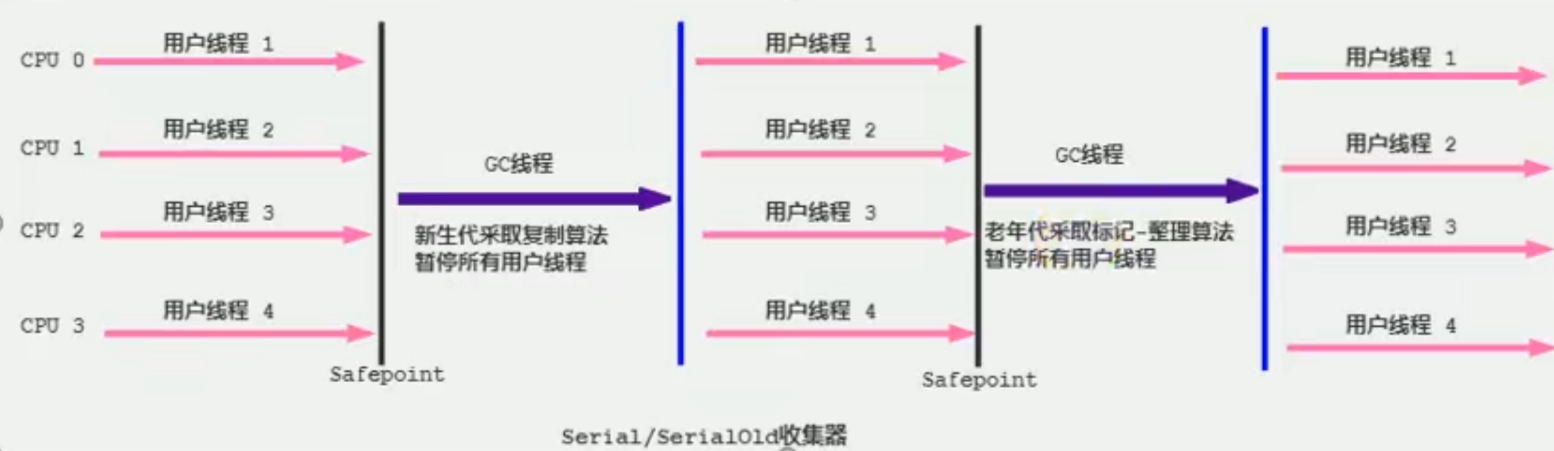 CPU 0
用户线程 1
用户线程 1
用户线程 1
CPU 1
用户线程 2
用户线程 2
用户线程 2
GC线程
GC线程
CPU 2
用户线程 3
用户线程 3
用户线程 3
新生代采取复制算法
暂停所有用户线程
老年代采取标记-整理算法
暂停所有用户线程
CPU 3
用户线程 4
用户线程 4
用户线程 4
Safepoint
Safepoint
Serial/SerialOld收集器